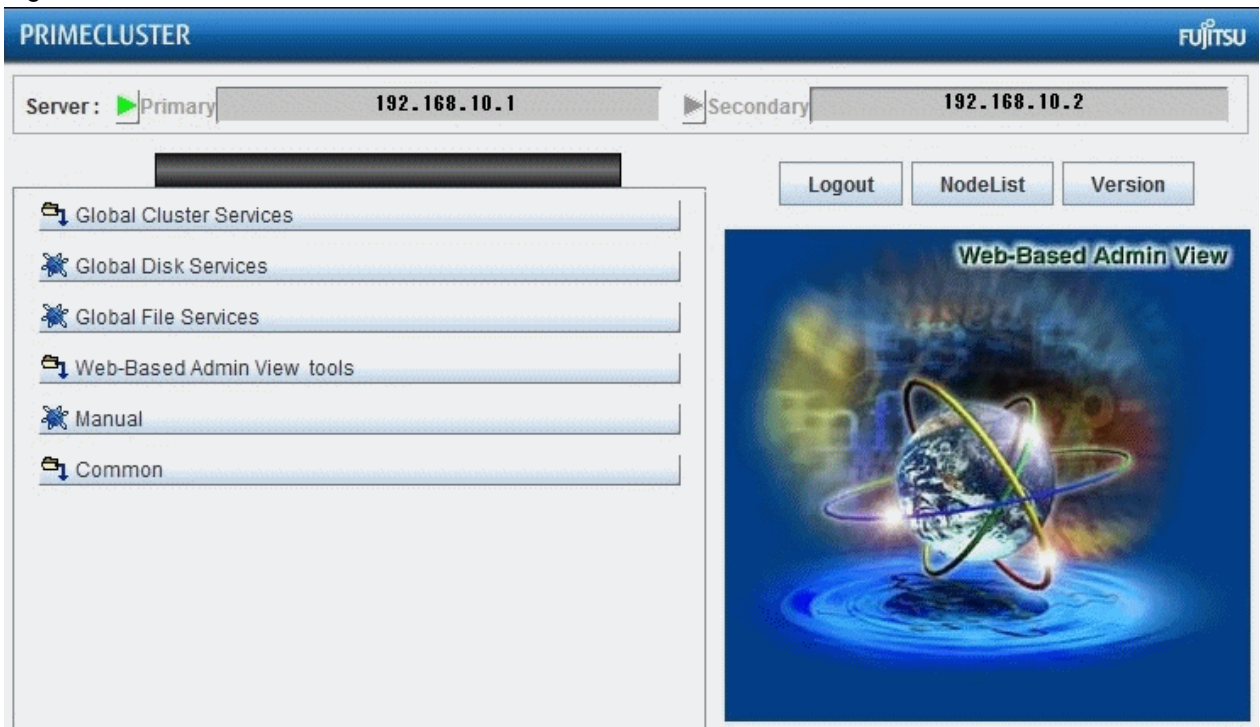 PRIMECLUSTER
FUJITSU
Server : Primary 192.168.10.1 Secondary 192.168.10.2
Logout NodeList Version
Global Cluster Services
Global Disk Services
Global File Services
Web-Based Admin View tools
Manual
Common
Web-Based Admin View